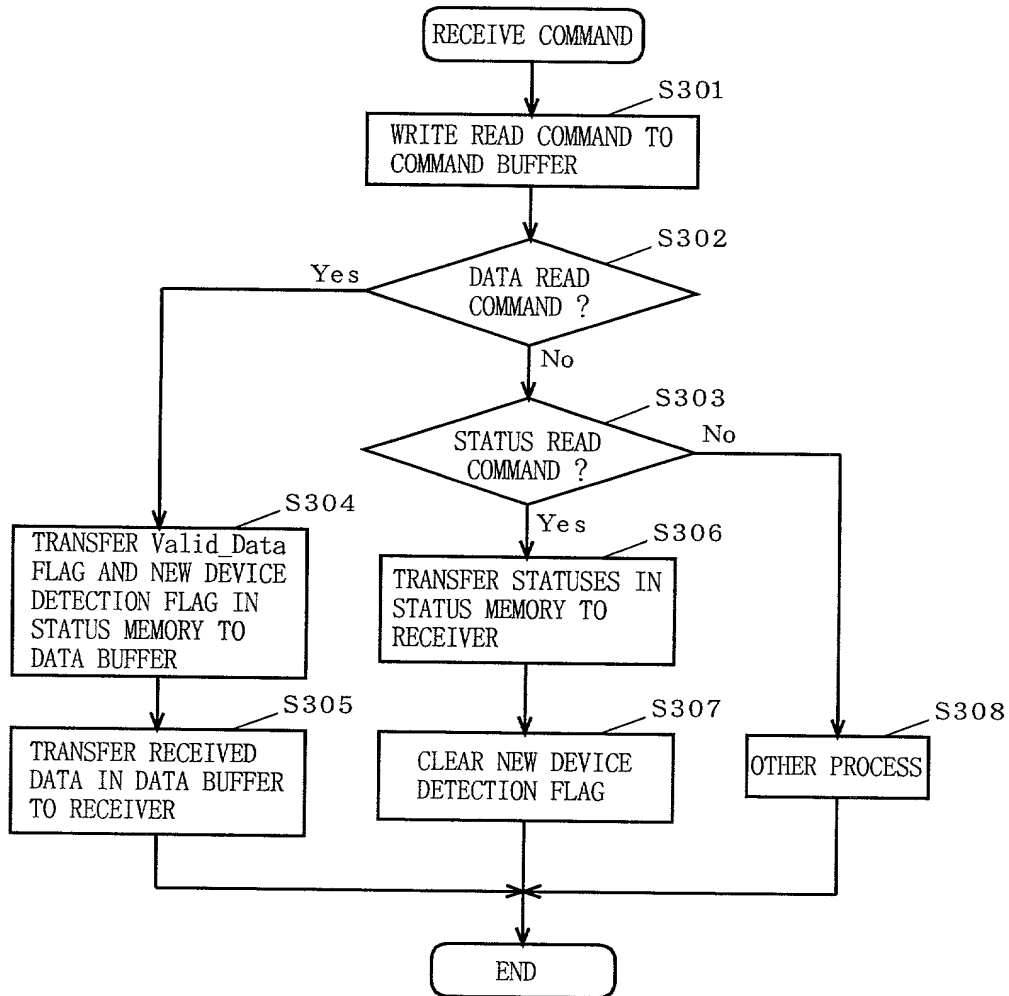 RECEIVE COMMAND
S301
WRITE READ COMMAND TO
COMMAND BUFFER
S302
Yes
DATA READ
COMMAND ?
No
S303
STATUS READ
COMMAND ?
No
S304
Yes
S306
TRANSFER Valid_Data
FLAG AND NEW DEVICE
DETECTION FLAG IN
STATUS MEMORY TO
DATA BUFFER
TRANSFER STATUSES IN
STATUS MEMORY TO
RECEIVER
S305
S307
S308
TRANSFER RECEIVED
DATA IN DATA BUFFER
TO RECEIVER
CLEAR NEW DEVICE
DETECTION FLAG
OTHER PROCESS
END